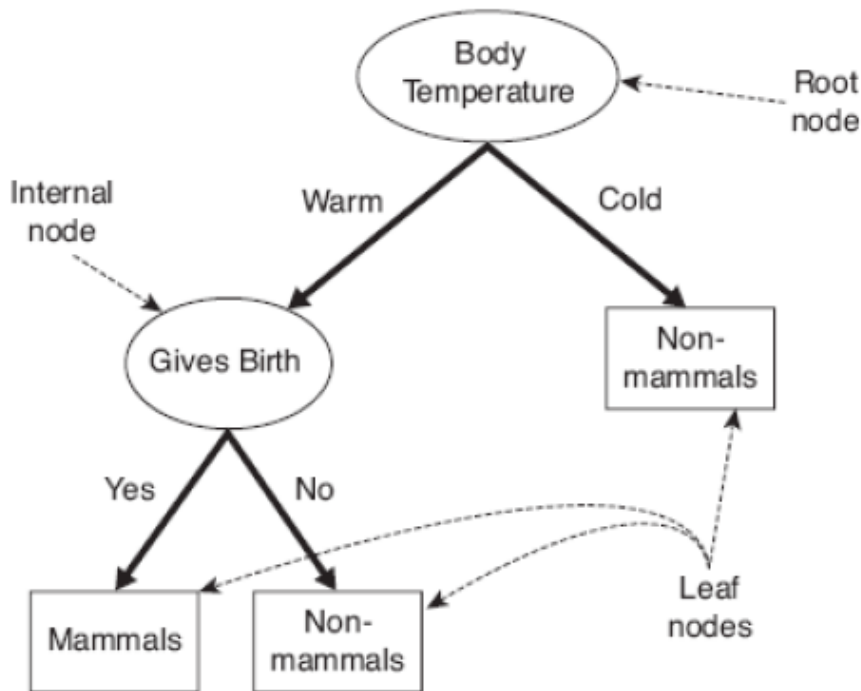 Body
Temperature
Root
node
Internal
node
Warm
Cold
Gives Birth
Non-
mammals
Yes
No
Mammals
Non-
mammals
Leaf
nodes